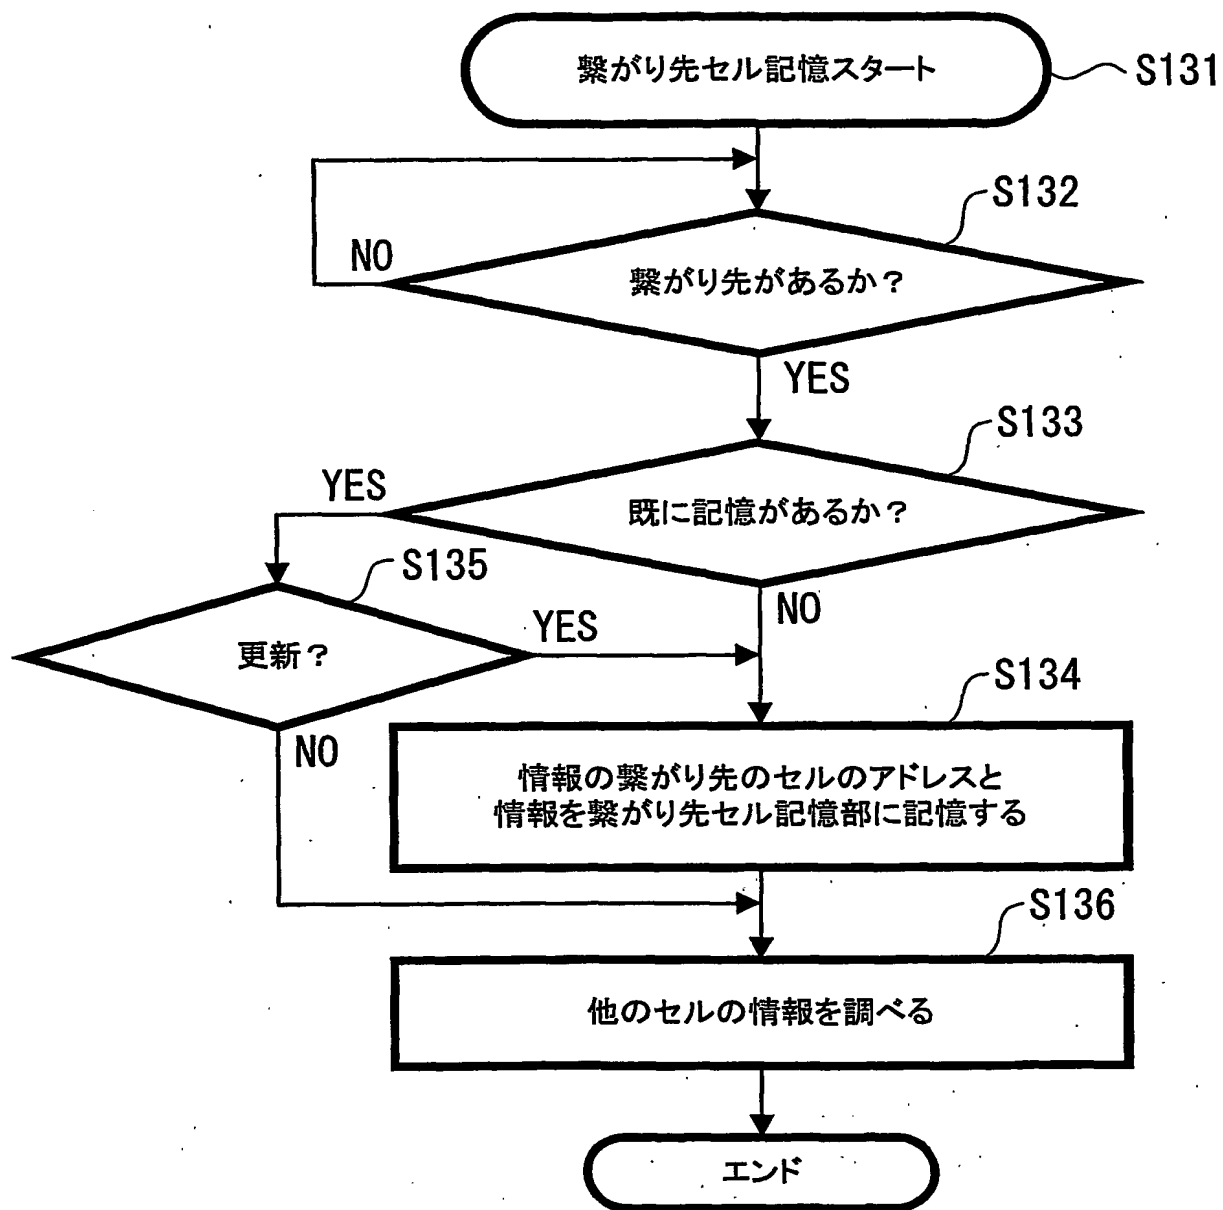 繋がり先セル記憶スタート
S131
S132
NO
繋がり先があるか？
YES
S133
YES
既に記憶があるか？
S135
NO
YES
更新？
S134
NO
情報の繋がり先のセルのアドレスと
情報を繋がり先セル記憶部に記憶する
S136
他のセルの情報を調べる
エンド